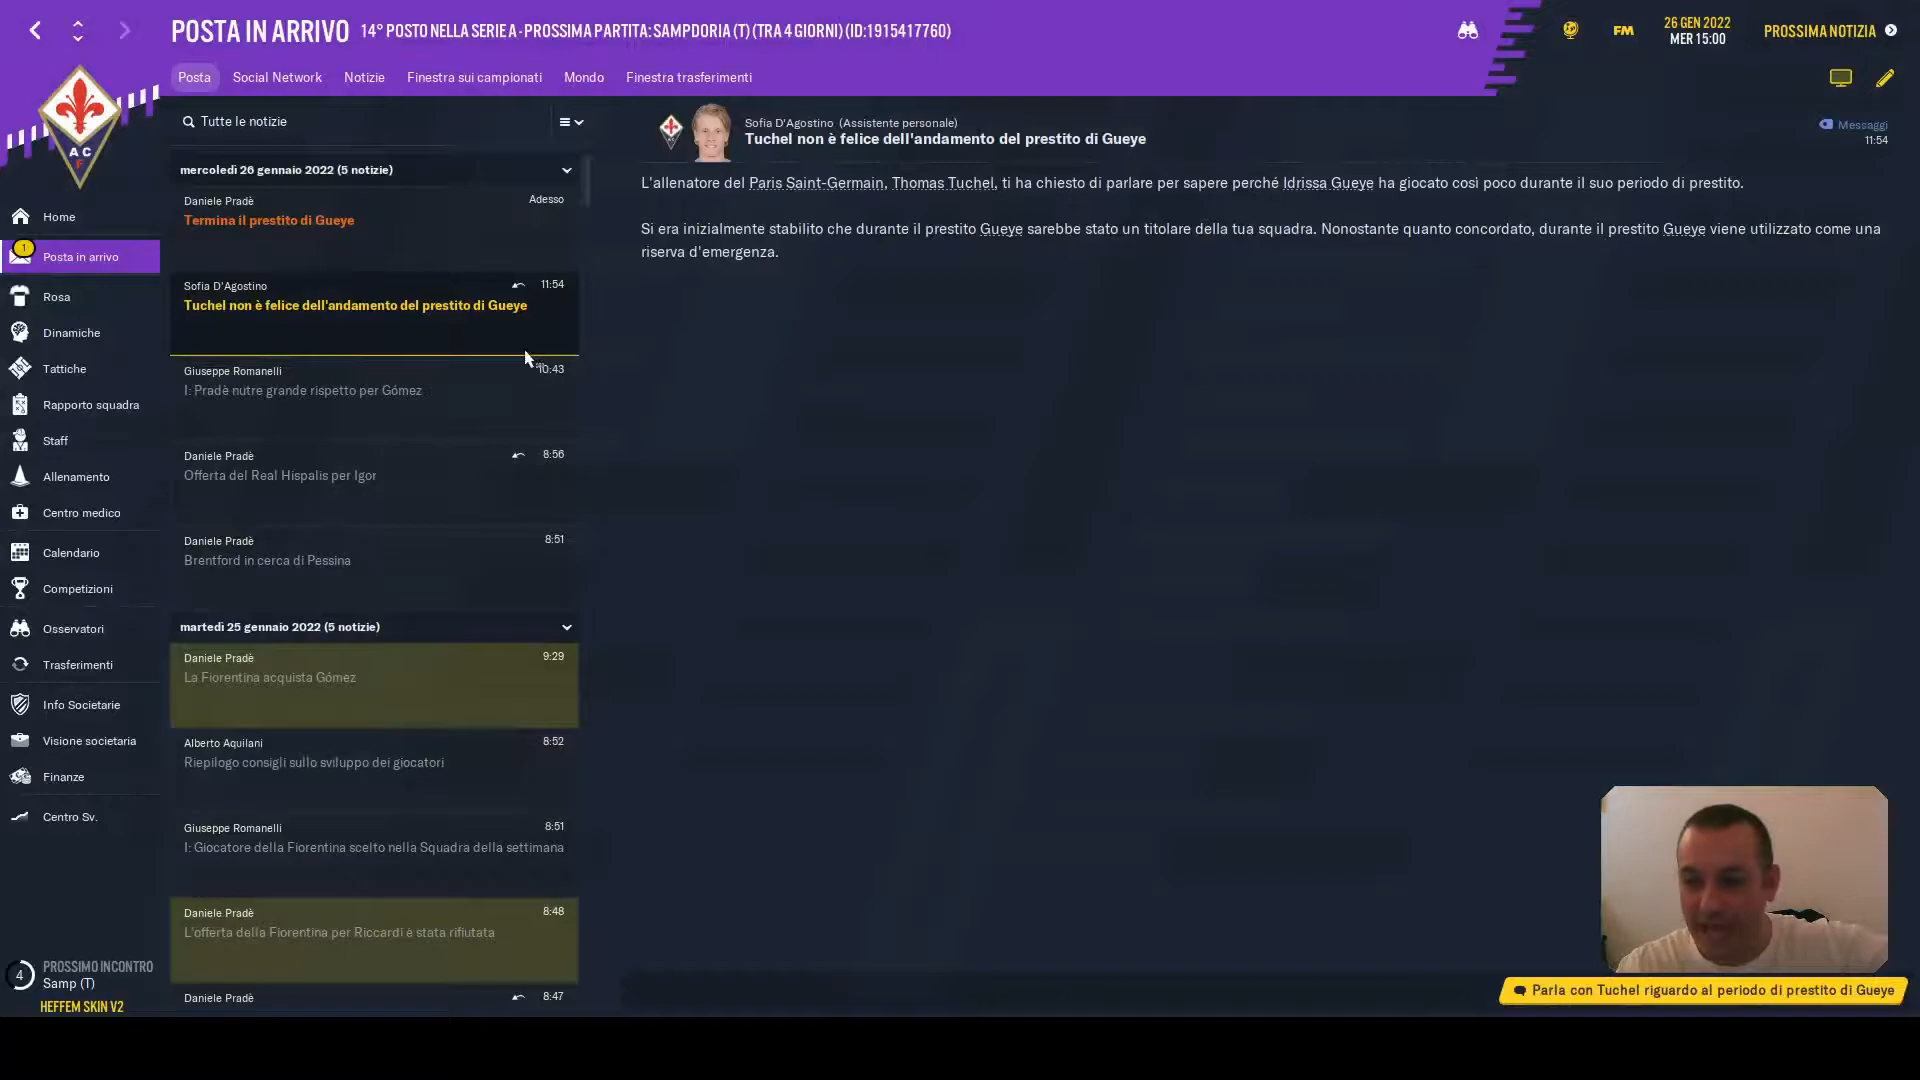 POSTA IN ARRIVO
14° POSTO NELLA SERIE A - PROSSIMA PARTITA: SAMPDORIA (T) (TRA 4 GIORNI) (ID:1915417760)
FM
26 GEN 2022
MER 15:00
PROSSIMA NOTIZIA
Posta
Social Network
Notizie
Finestra sui campionati
Mondo
Finestra trasferimenti
AC
F
Home
1
Posta in arrivo
Rosa
Dinamiche
Tattiche
Rapporto squadra
Staff
Allenamento
Centro medico
Calendario
Competizioni
Osservatori
Trasferimenti
Info Societarie
Visione societaria
Finanze
Centro Sv.
4
PROSSIMO INCONTRO
Samp (T)
HEFFEM SKIN V2
Tutte le notizie
mercoledì 26 gennaio 2022 (5 notizie)
Daniele Pradè
Adesso
Termina il prestito di Gueye
Sofia D'Agostino
11:54
Tuchel non è felice dell'andamento del prestito di Gueye
Giuseppe Romanelli
10:43
I: Pradè nutre grande rispetto per Gómez
Daniele Pradè
8:56
Offerta del Real Hispalis per Igor
Daniele Pradè
8:51
Brentford in cerca di Pessina
martedì 25 gennaio 2022 (5 notizie)
Daniele Pradè
9:29
La Fiorentina acquista Gómez
Alberto Aquilani
8:52
Riepilogo consigli sullo sviluppo dei giocatori
Giuseppe Romanelli
8:51
I: Giocatore della Fiorentina scelto nella Squadra della settimana
Daniele Pradè
8:48
L'offerta della Fiorentina per Riccardi è stata rifiutata
Daniele Pradè
8:47
Sofia D'Agostino (Assistente personale)
Tuchel non è felice dell'andamento del prestito di Gueye
Messaggi
11:54
L'allenatore del Paris Saint-Germain, Thomas Tuchel, ti ha chiesto di parlare per sapere perché Idrissa Gueye ha giocato così poco durante il suo periodo di prestito.
Si era inizialmente stabilito che durante il prestito Gueye sarebbe stato un titolare della tua squadra. Nonostante quanto concordato, durante il prestito Gueye viene utilizzato come una
riserva d'emergenza.
Parla con Tuchel riguardo al periodo di prestito di Gueye